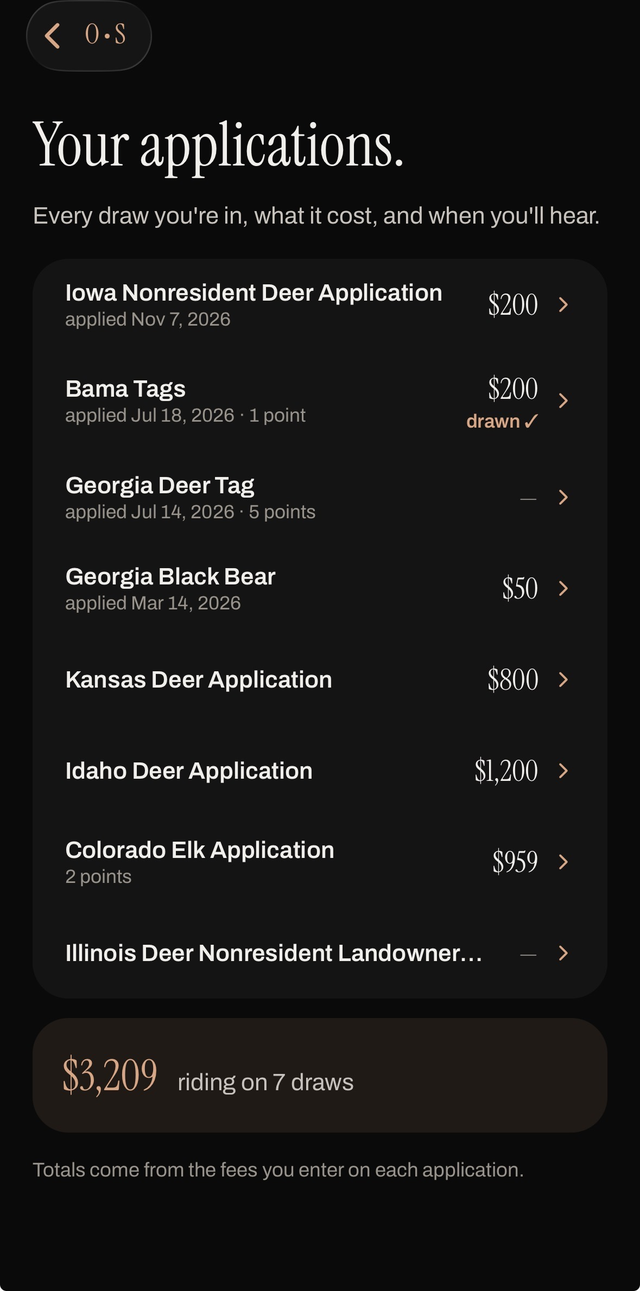 O·S
Your applications.
Every draw you're in, what it cost, and when you'll hear.
Iowa Nonresident Deer Application
$200
applied Nov 7, 2026
Bama Tags
$200
applied Jul 18, 2026 · 1 point
drawn ✓
Georgia Deer Tag
—
applied Jul 14, 2026 · 5 points
Georgia Black Bear
$50
applied Mar 14, 2026
Kansas Deer Application
$800
Idaho Deer Application
$1,200
Colorado Elk Application
$959
2 points
Illinois Deer Nonresident Landowner...
—
$3,209 riding on 7 draws
Totals come from the fees you enter on each application.